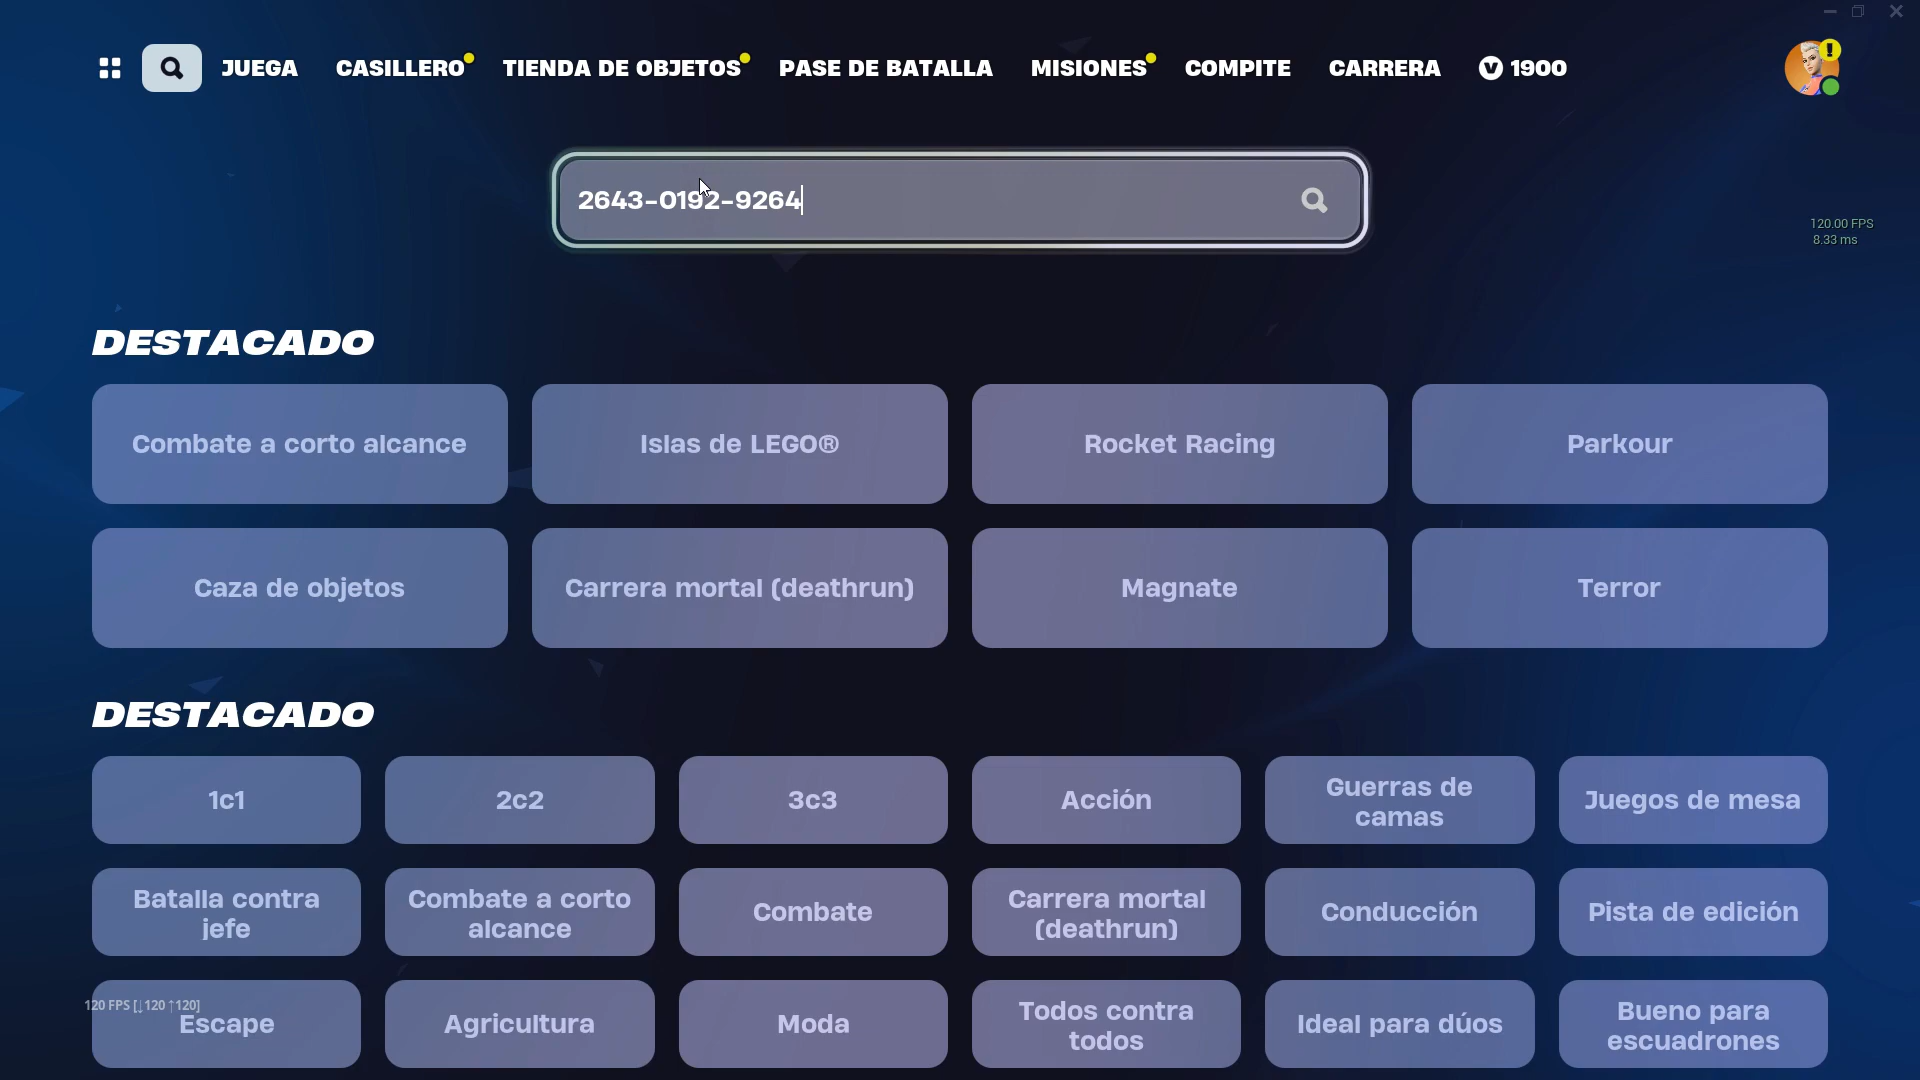 JUEGA CASILLERO TIENDA DE OBJETOS PASE DE BATALLA MISIONES COMPITE CARRERA V 1900
2643-0192-9264
120.00 FPS
8.33 ms
DESTACADO
Combate a corto alcance
Islas de LEGO®
Rocket Racing
Parkour
Caza de objetos
Carrera mortal (deathrun)
Magnate
Terror
DESTACADO
1c1
2c2
3c3
Acción
Guerras de
camas
Juegos de mesa
Batalla contra
jefe
Combate a corto
alcance
Combate
Carrera mortal
(deathrun)
Conducción
Pista de edición
120 FPS [↓120 ↑120]
Escape
Agricultura
Moda
Todos contra
todos
Ideal para dúos
Bueno para
escuadrones